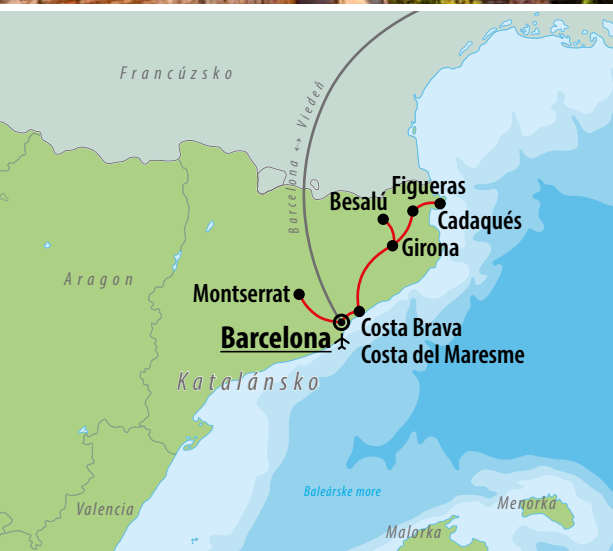 Francúzsko
Barcelona ↔ Viedeň
Figueras
Besalú
Cadaqués
Girona
Aragon
Montserrat
Barcelona
Costa Brava
Costa del Maresme
Katalánsko
Baleárske more
Menorka
Valencia
Malorka